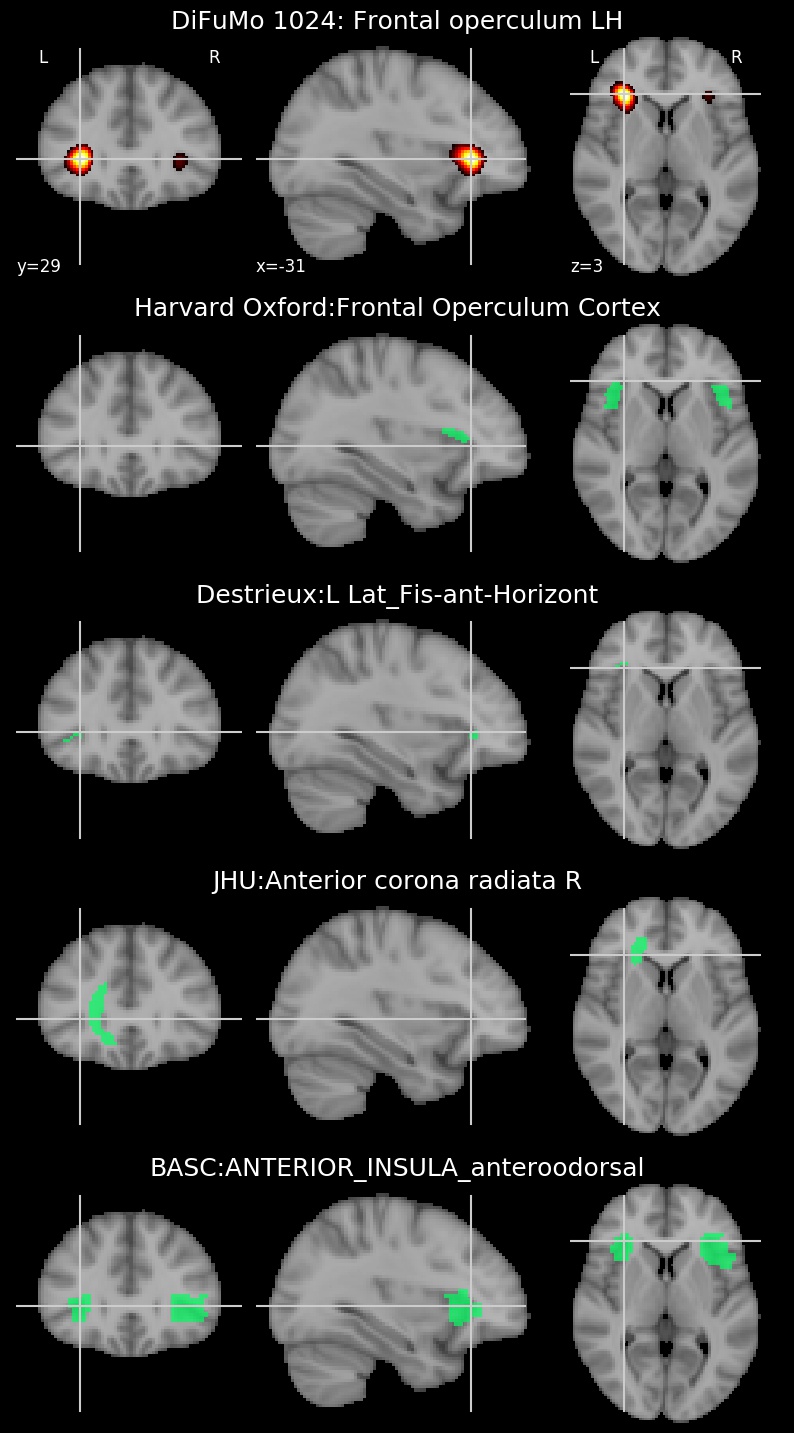 DiFuMo 1024: Frontal operculum LH
L R L R
y=29 x=-31 z=3
Harvard Oxford:Frontal Operculum Cortex
Destrieux:L Lat_Fis-ant-Horizont
JHU:Anterior corona radiata R
BASC:ANTERIOR_INSULA_anteroodorsal